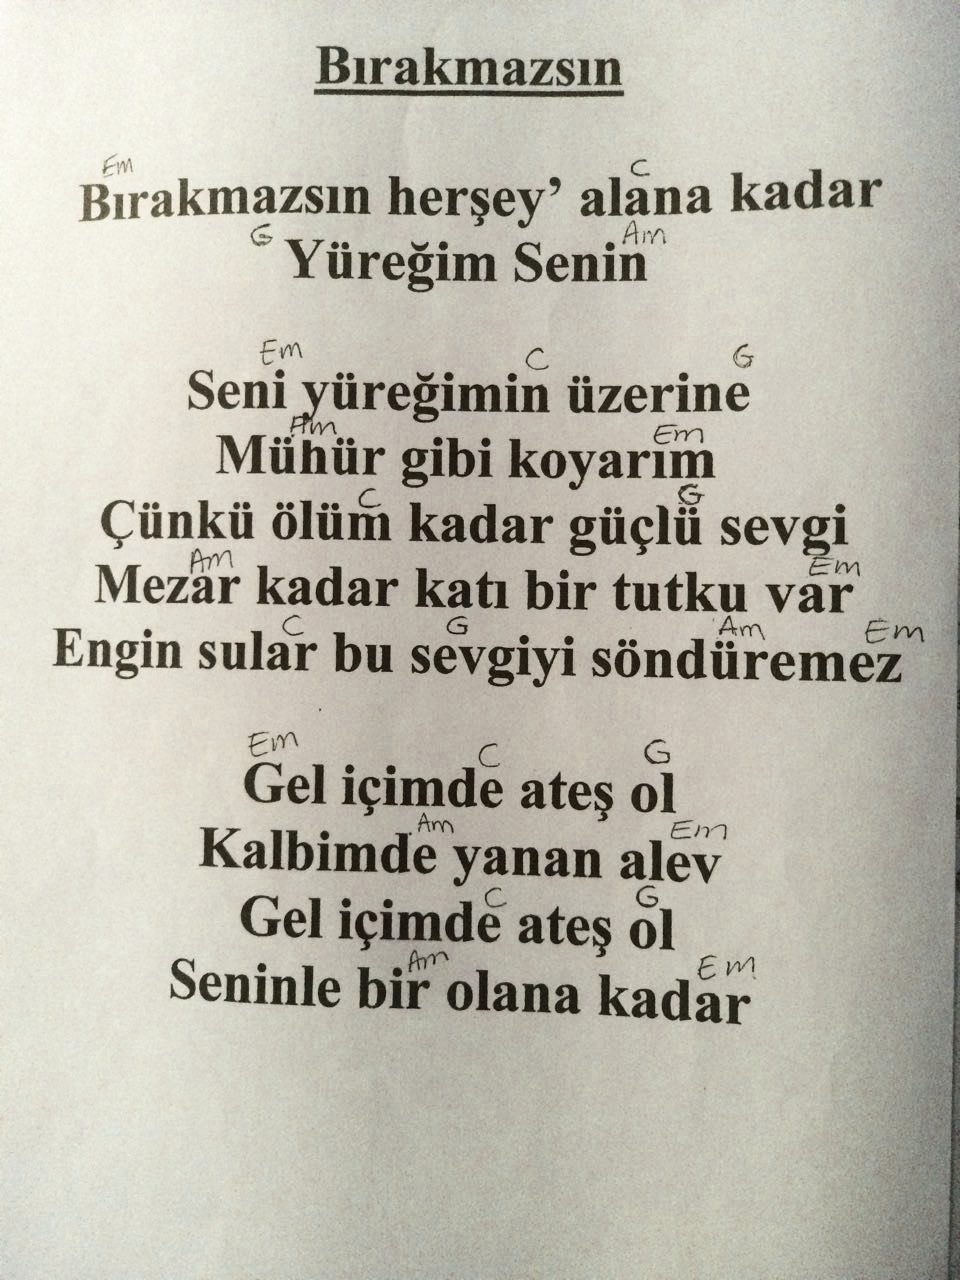 Bırakmazsın
Em C
Bırakmazsın herşey’ alana kadar
G Am
Yüreğim Senin
Em C G
Seni yüreğimin üzerine
Am Em
Mühür gibi koyarım
C G
Çünkü ölüm kadar güçlü sevgi
Am Em
Mezar kadar katı bir tutku var
C G Am Em
Engin sular bu sevgiyi söndüremez
Em C G
Gel içimde ateş ol
Am Em
Kalbimde yanan alev
C G
Gel içimde ateş ol
Am Em
Seninle bir olana kadar